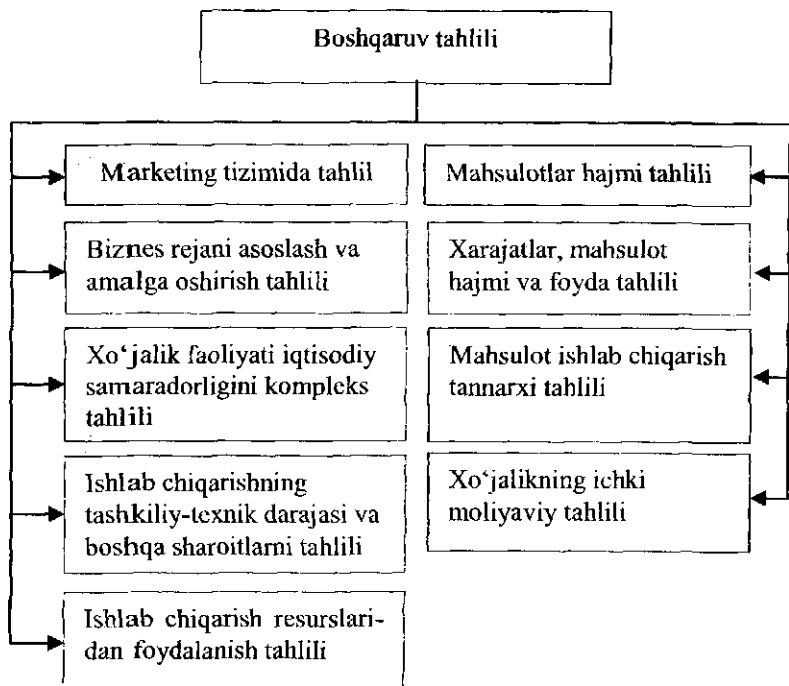 Boshqaruv tahlili
Marketing tizimida tahlil
Biznes rejani asoslash va
amalga oshirish tahlili
Xo‘jalik faoliyati iqtisodiy
samaradorligini kompleks
tahlili
Ishlab chiqarishning
tashkiliy-texnik darajasi va
boshqa sharoitlarni tahlili
Ishlab chiqarish resurslari-
dan foydalanish tahlili
Mahsulotlar hajmi tahlili
Xarajatlar, mahsulot
hajmi va foyda tahlili
Mahsulot ishlab chiqarish
tannarxi tahlili
Xo‘jalikning ichki
moliyaviy tahlili